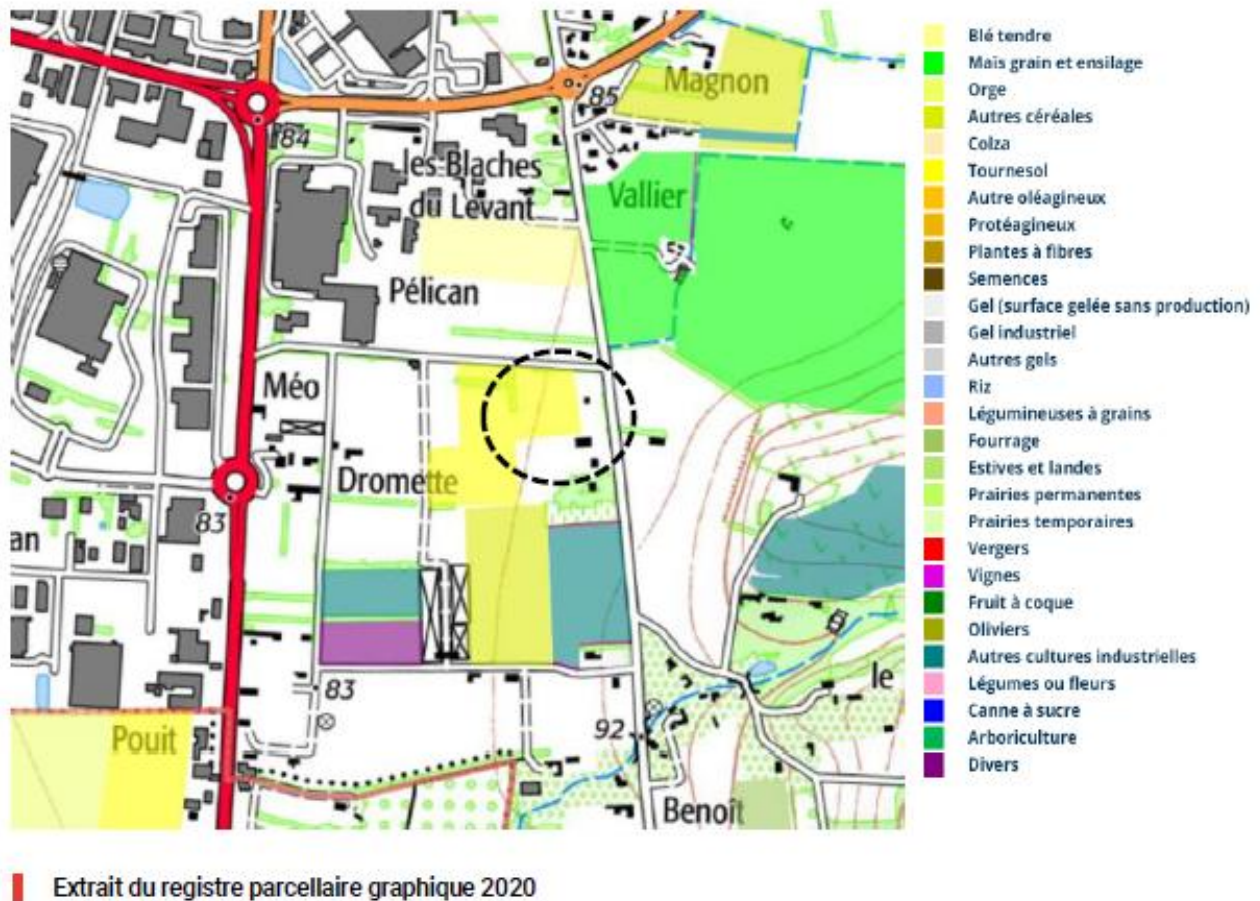 Magnon
85
84
les Blaches
du Levant
Vallier
Pélican
Méo
Dromette
83
an
83
le
92
Pouit
Benoît
Blé tendre
Maïs grain et ensilage
Orge
Autres céréales
Colza
Tournesol
Autre oléagineux
Protéagineux
Plantes à fibres
Semences
Gel (surface gelée sans production)
Gel industriel
Autres gels
Riz
Légumineuses à grains
Fourrage
Estives et landes
Prairies permanentes
Prairies temporaires
Vergers
Vignes
Fruit à coque
Oliviers
Autres cultures industrielles
Légumes ou fleurs
Canne à sucre
Arboriculture
Divers
Extrait du registre parcellaire graphique 2020